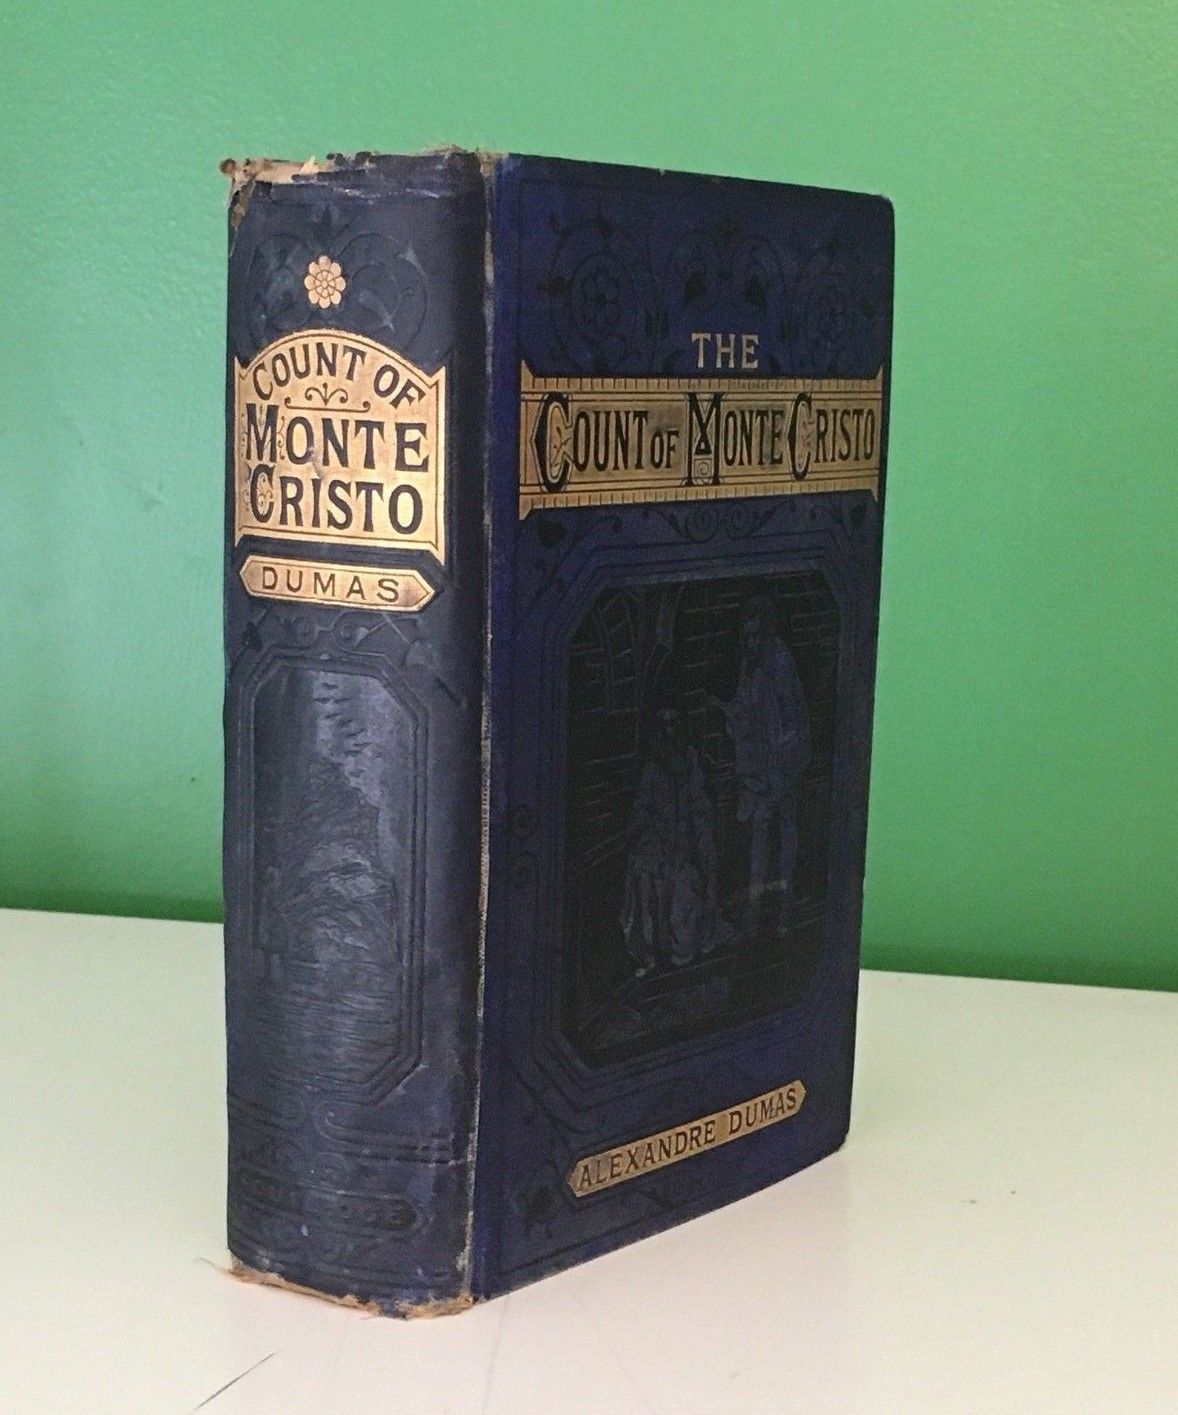 COUNT OF
MONTE
CRISTO
DUMAS
THE
COUNT OF MONTE CRISTO
ALEXANDRE DUMAS